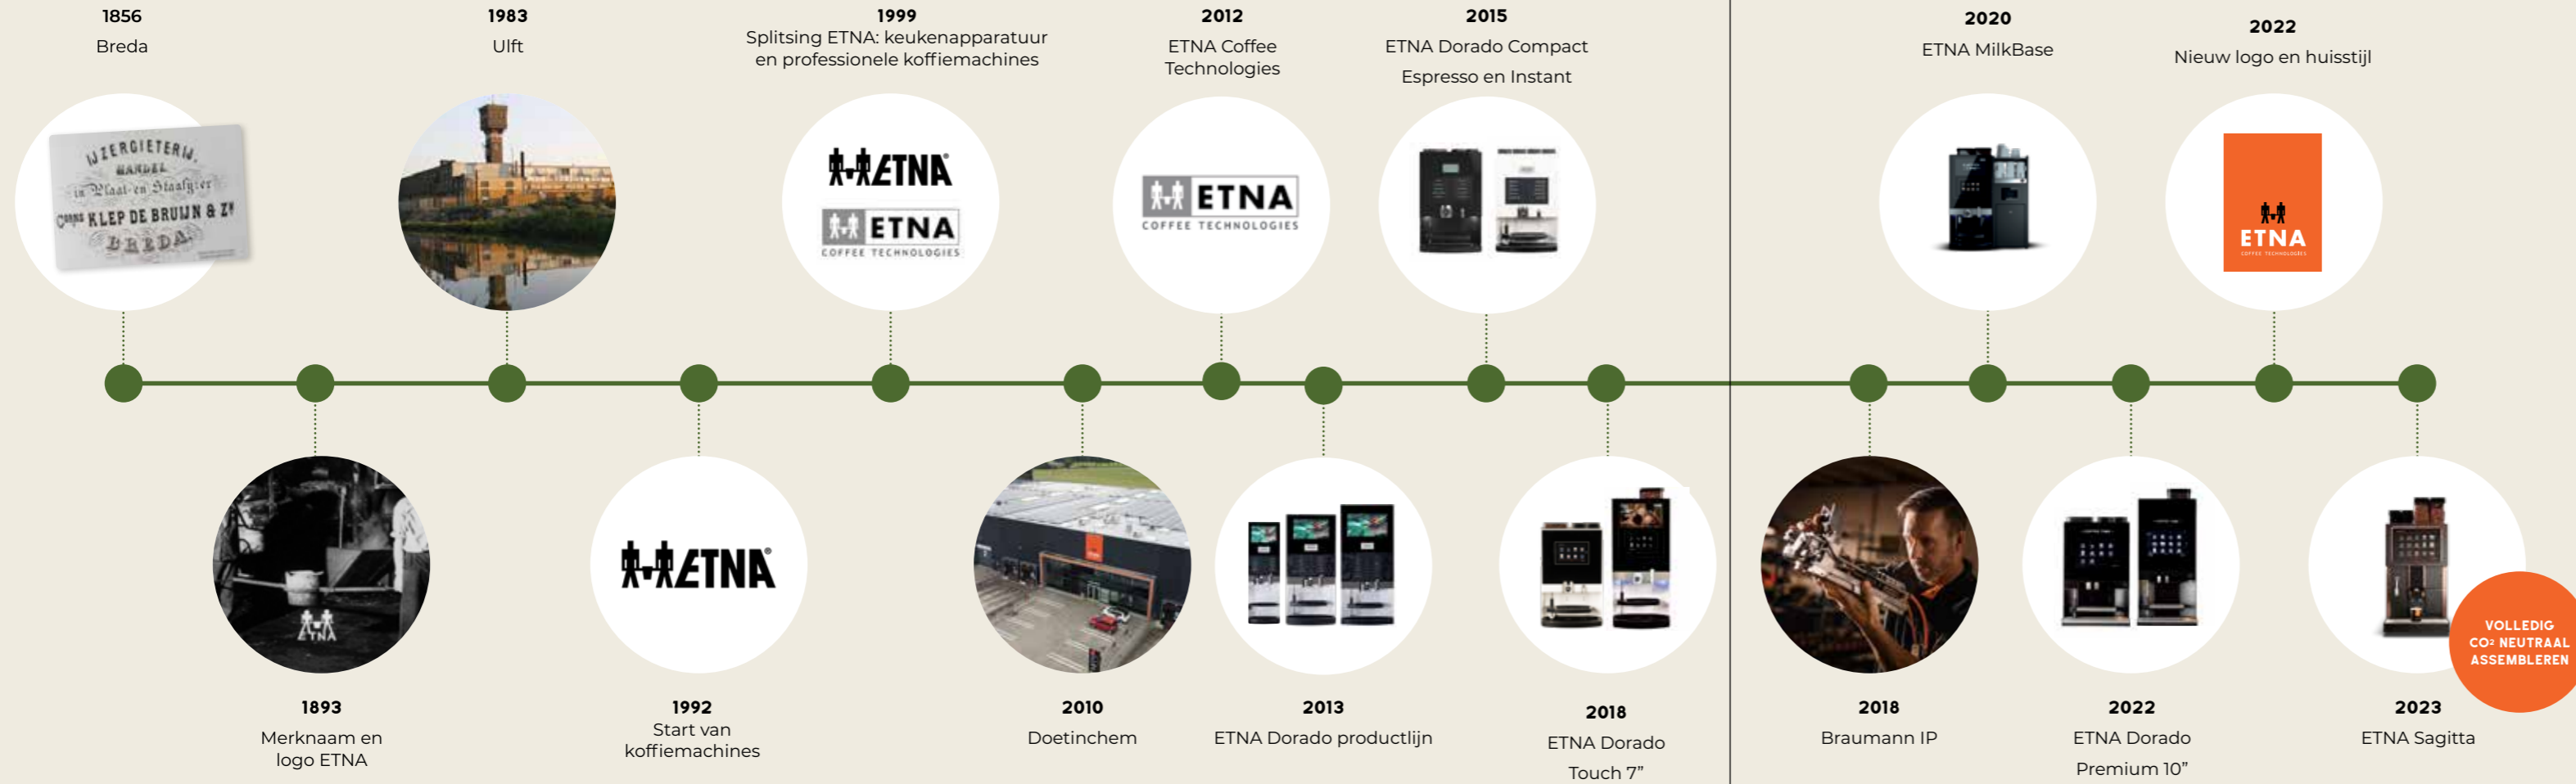 1856
Breda
IJZERGIETERIJ,
HANDEL
in Plaat- en Staafyzer
CORNS KLEP DE BRUIJN & ZN
BREDA.
1893
Merknaam en
logo ETNA
ETNA
1983
Ulft
1992
Start van
koffiemachines
ETNA®
1999
Splitsing ETNA: keukenapparatuur
en professionele koffiemachines
ETNA®
ETNA
COFFEE TECHNOLOGIES
2010
Doetinchem
2012
ETNA Coffee
Technologies
ETNA
COFFEE TECHNOLOGIES
2013
ETNA Dorado productlijn
2015
ETNA Dorado Compact
Espresso en Instant
2018
ETNA Dorado
Touch 7”
2018
Braumann IP
2020
ETNA MilkBase
2022
ETNA Dorado
Premium 10”
2022
Nieuw logo en huisstijl
ETNA
COFFEE TECHNOLOGIES
2023
ETNA Sagitta
VOLLEDIG
CO² NEUTRAAL
ASSEMBLEREN